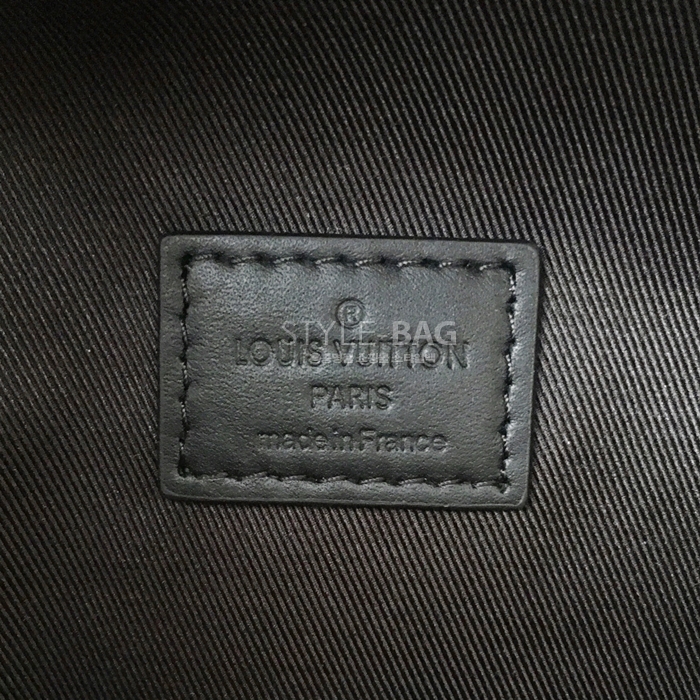 ®
STYLE BAG
LOUIS VUITTON
PARIS
made in France